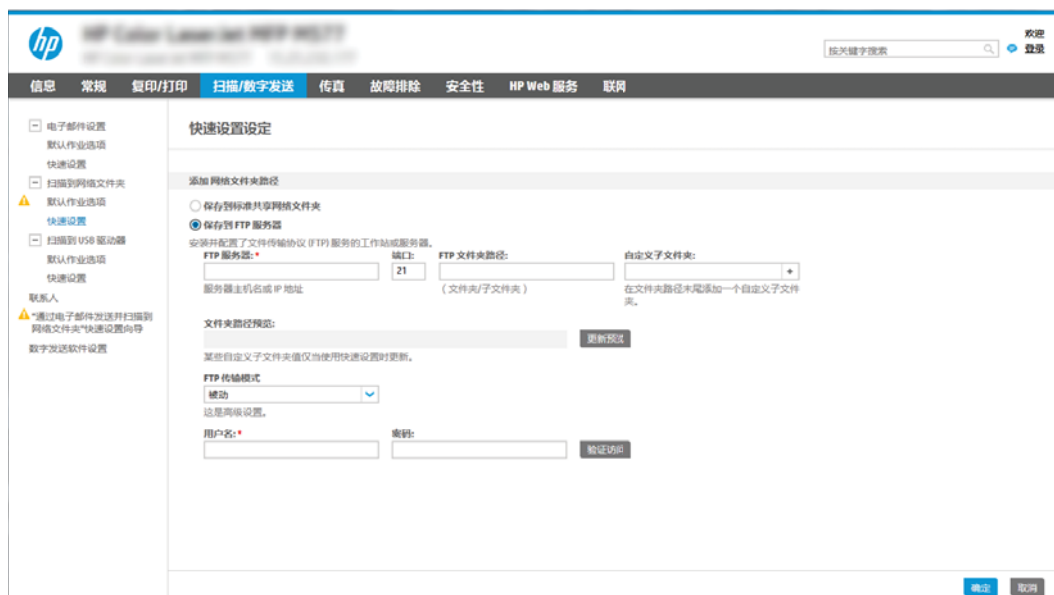 hp
HP Color LaserJet MFP M577
欢迎
按关键字搜索
登录
信息 常规 复印/打印 扫描/数字发送 传真 故障排除 安全性 HP Web 服务 联网
电子邮件设置
默认作业选项
快速设置
扫描到网络文件夹
默认作业选项
快速设置
扫描到 USB 驱动器
默认作业选项
快速设置
联系人
"通过电子邮件发送并扫描到
网络文件夹"快速设置向导
数字发送软件设置
快速设置设定
添加网络文件夹路径
保存到标准共享网络文件夹
保存到 FTP 服务器
安装并配置了文件传输协议 (FTP) 服务的工作站或服务器。
FTP 服务器:* 端口: FTP 文件夹路径: 自定义子文件夹:
21 +
服务器主机名或 IP 地址 (文件夹/子文件夹) 在文件夹路径末尾添加一个自定义子文件
夹。
文件夹路径预览:
更新预览
某些自定义子文件夹值仅当使用快速设置时更新。
FTP 传输模式
被动
这是高级设置。
用户名:* 密码:
验证访问
确定 取消